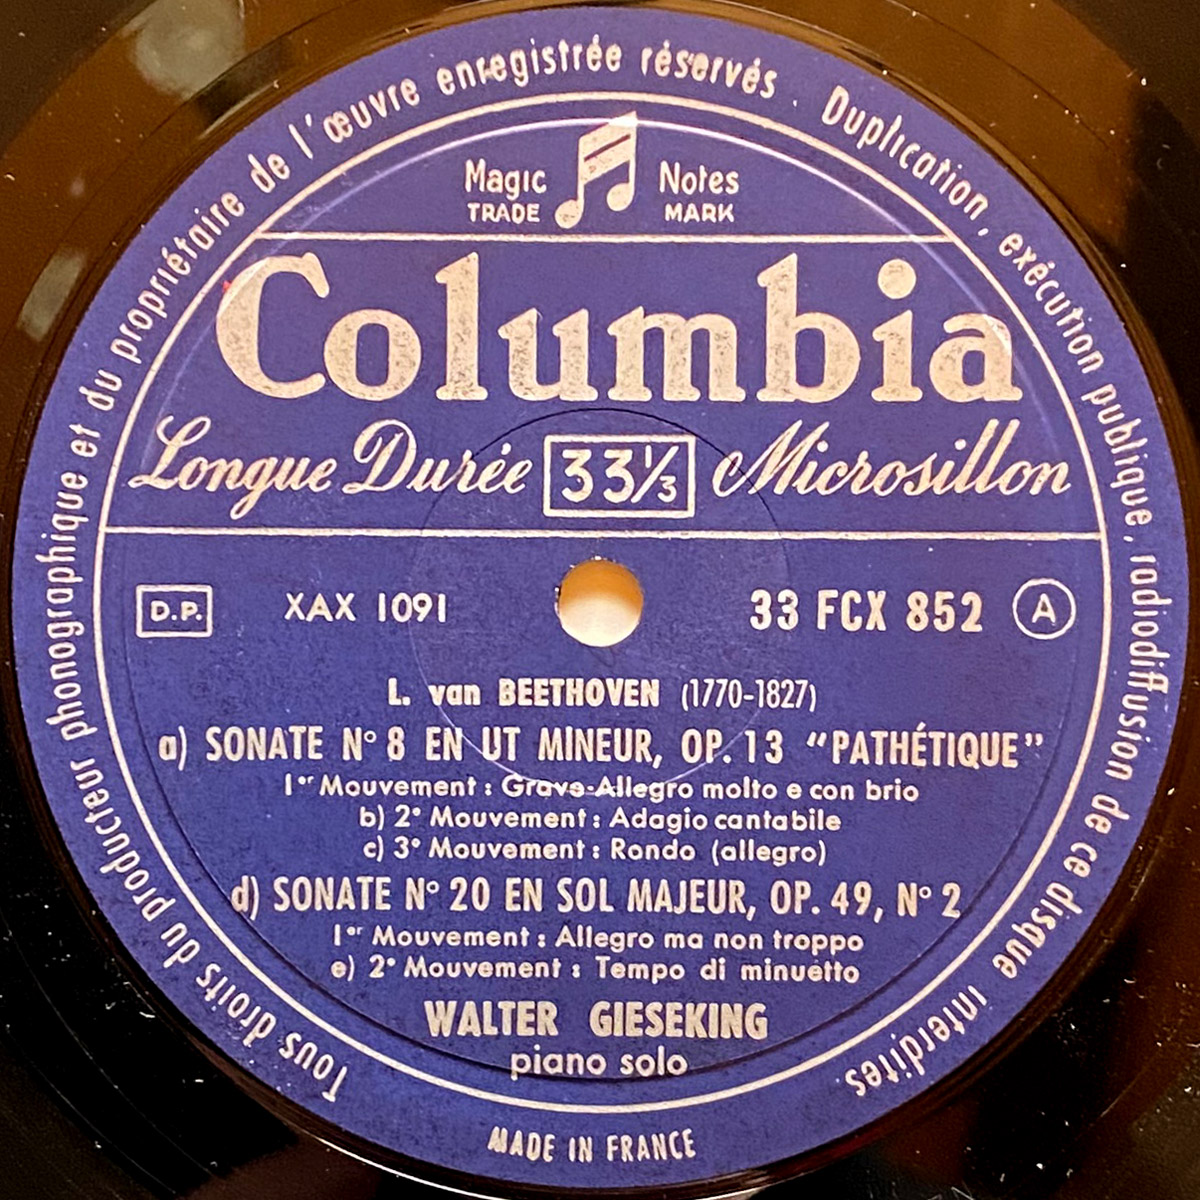 Tous droits du producteur phonographique et du propriétaire de l'œuvre enregistrée réservés. Duplication, exécution publique, radiodiffusion de ce disque interdites.
Magic Notes
TRADE MARK
Columbia
Longue Durée 33⅓ Microsillon
D.P. XAX 1091 33 FCX 852 A
L. van BEETHOVEN (1770-1827)
a) SONATE N° 8 EN UT MINEUR, OP. 13 "PATHÉTIQUE"
1er Mouvement : Grave-Allegro molto e con brio
b) 2e Mouvement : Adagio cantabile
c) 3e Mouvement : Rondo (allegro)
d) SONATE N° 20 EN SOL MAJEUR, OP. 49, N° 2
1er Mouvement : Allegro ma non troppo
e) 2e Mouvement : Tempo di minuetto
WALTER GIESEKING
piano solo
MADE IN FRANCE